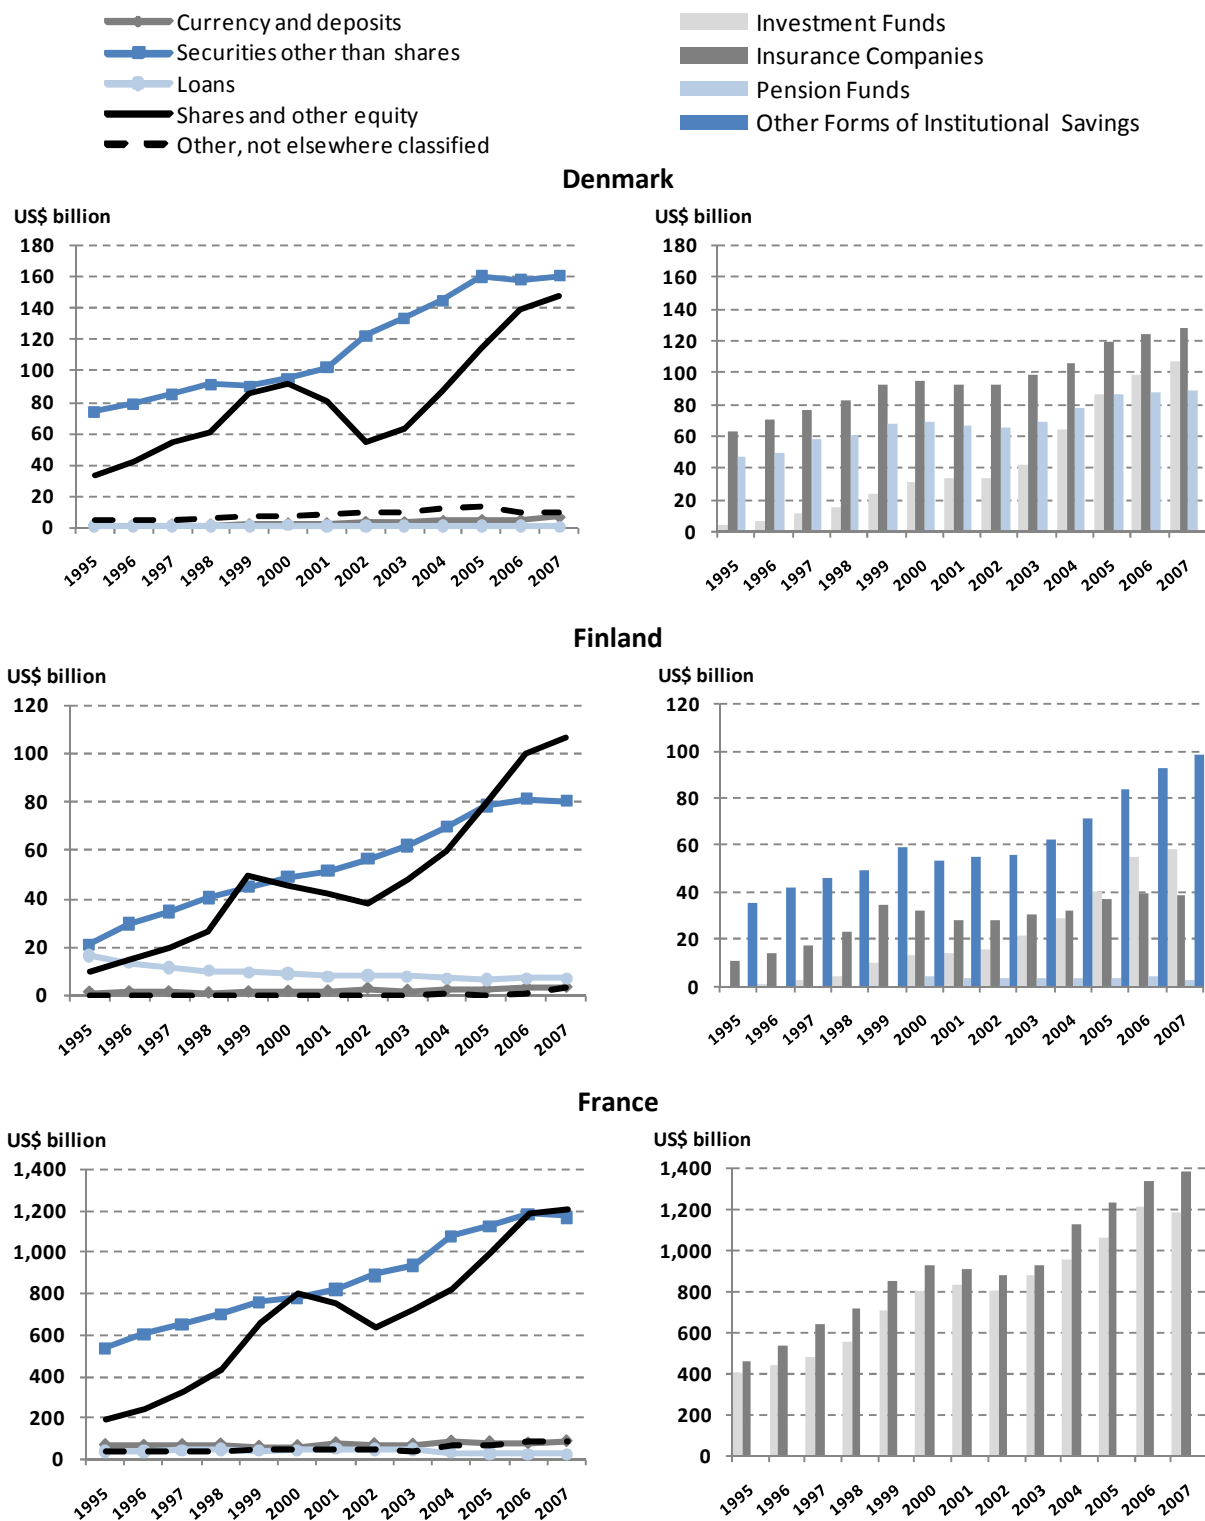 Currency and deposits
Securities other than shares
Loans
Shares and other equity
Other, not elsewhere classified
Investment Funds
Insurance Companies
Pension Funds
Other Forms of Institutional Savings
Denmark
US$ billion
180
160
140
120
100
80
60
40
20
0
1995 1996 1997 1998 1999 2000 2001 2002 2003 2004 2005 2006 2007
US$ billion
180
160
140
120
100
80
60
40
20
0
1995 1996 1997 1998 1999 2000 2001 2002 2003 2004 2005 2006 2007
Finland
US$ billion
120
100
80
60
40
20
0
1995 1996 1997 1998 1999 2000 2001 2002 2003 2004 2005 2006 2007
US$ billion
120
100
80
60
40
20
0
1995 1996 1997 1998 1999 2000 2001 2002 2003 2004 2005 2006 2007
France
US$ billion
1,400
1,200
1,000
800
600
400
200
0
1995 1996 1997 1998 1999 2000 2001 2002 2003 2004 2005 2006 2007
US$ billion
1,400
1,200
1,000
800
600
400
200
0
1995 1996 1997 1998 1999 2000 2001 2002 2003 2004 2005 2006 2007